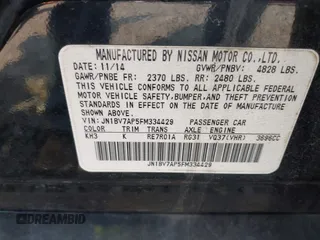 MANUFACTURED BY NISSAN MOTOR CO.,LTD.
DATE: 11/14 GVWR/PNBV: 4828 LBS.
GAWR/PNBE FR: 2370 LBS. RR: 2480 LBS.
THIS VEHICLE CONFORMS TO ALL APPLICABLE
FEDERAL MOTOR VEHICLE
SAFETY,BUMPER,AND THEFT PREVENTION
STANDARDS IN EFFECT ON THE DATE OF MANUFACTURE
SHOWN ABOVE.
VIN:JN1BV7AP5FM334429 PASSENGER CAR
COLOR TRIM TRANS. AXLE ENGINE
KH3 K RE7R01A RG31 VQ37(VHR) 3696CC
JN1BV7AP5FM334429